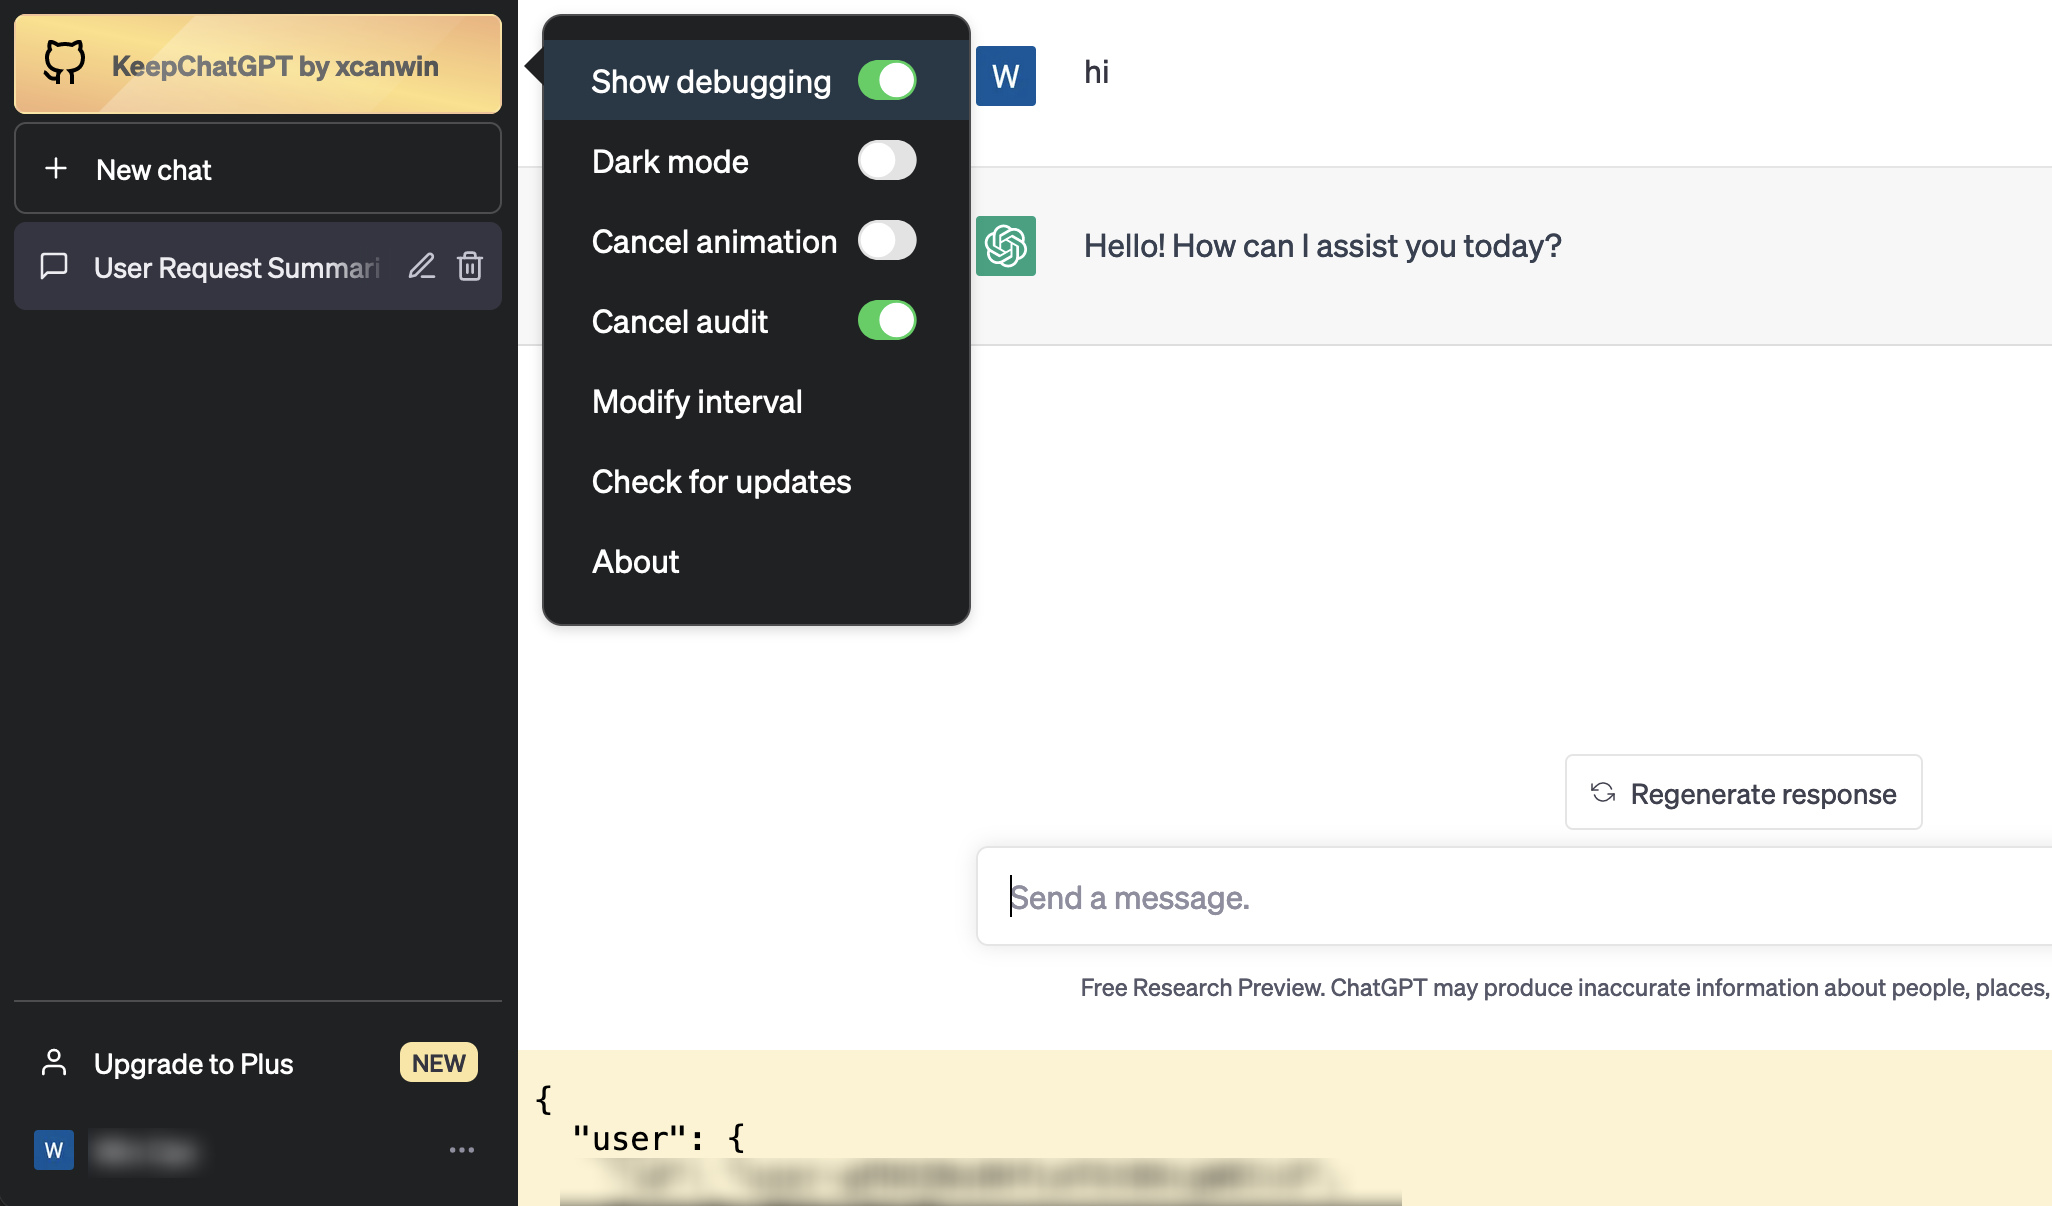 KeepChatGPT by xcanwin
New chat
User Request Summari
Upgrade to Plus
NEW
W
Show debugging
Dark mode
Cancel animation
Cancel audit
Modify interval
Check for updates
About
W
hi
Hello! How can I assist you today?
Regenerate response
Send a message.
Free Research Preview. ChatGPT may produce inaccurate information about people, places,
{
"user": {